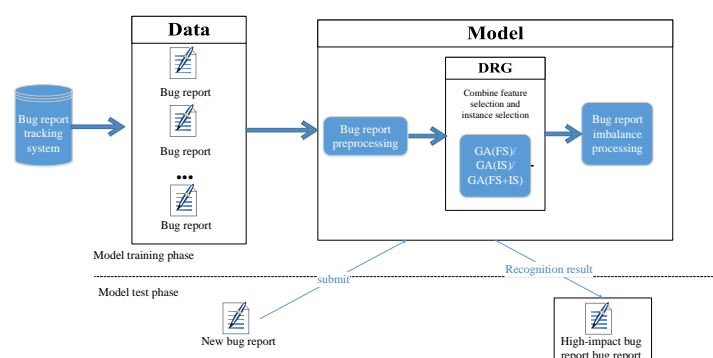 Data
Model
Bug report
tracking
system
Bug report
Bug report
•••
Bug report
Bug report
preprocessing
DRG
Combine feature
selection and
instance selection
GA(FS)/
GA(IS)/
GA(FS+IS)
Bug report
imbalance
processing
Model training phase
submit
Recognition result
Model test phase
New bug report
High-impact bug
report bug report